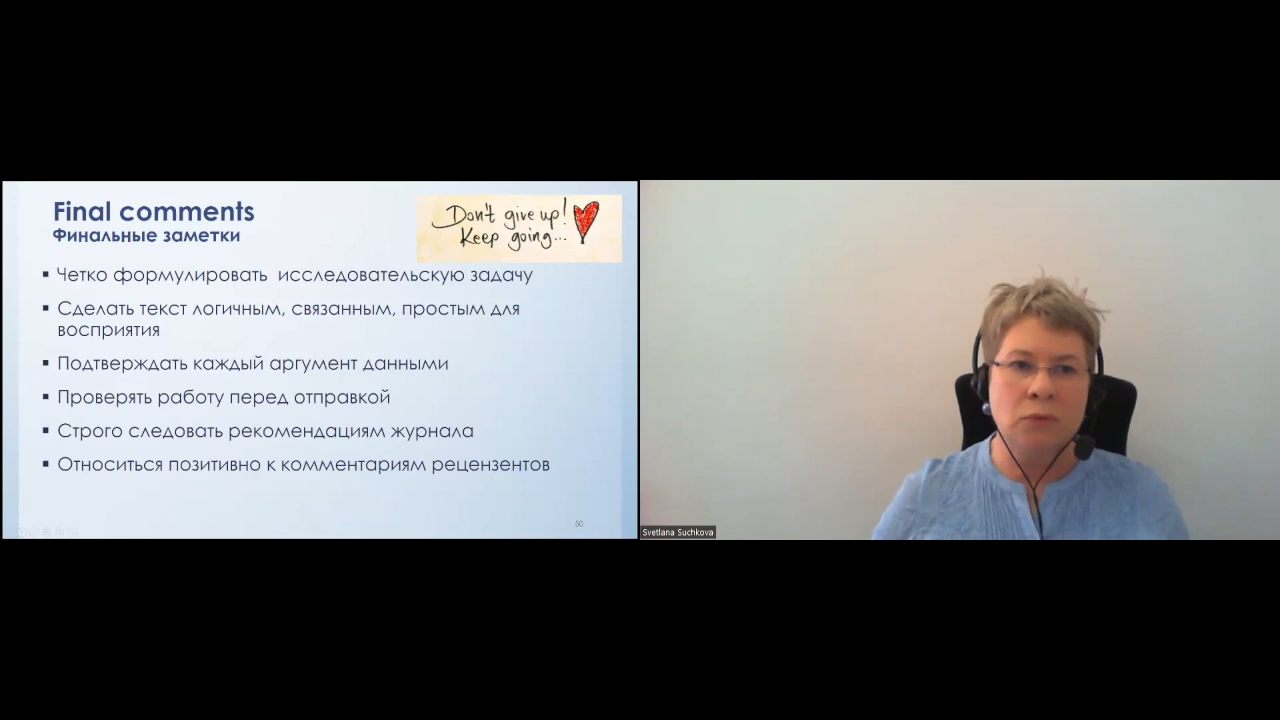 Final comments
Финальные заметки
Don't give up!
Keep going...
▪ Четко формулировать исследовательскую задачу
▪ Сделать текст логичным, связанным, простым для
восприятия
▪ Подтверждать каждый аргумент данными
▪ Проверять работу перед отправкой
▪ Строго следовать рекомендациям журнала
▪ Относиться позитивно к комментариям рецензентов
50
Svetlana Suchkova